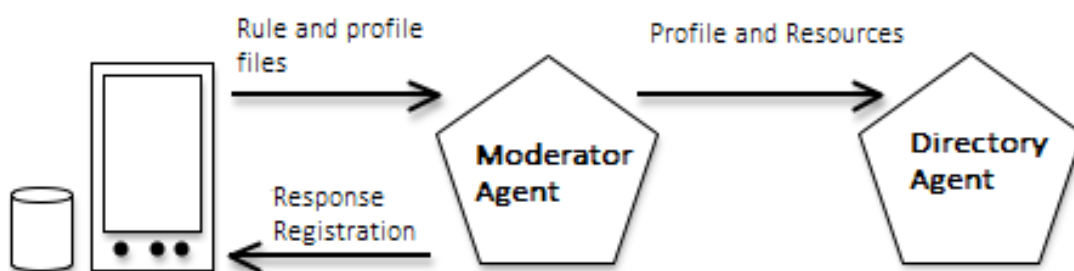 Rule and profile
files
Profile and Resources
Moderator
Agent
Directory
Agent
Response
Registration